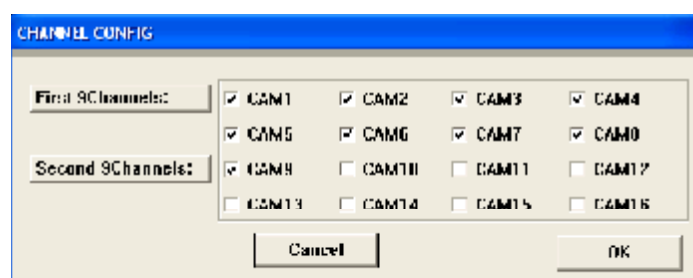 CHANNEL CONFIG
First 9Channels:
CAM1 CAM2 CAM3 CAM4
CAM5 CAM6 CAM7 CAM8
Second 9Channels:
CAM9 CAM10 CAM11 CAM12
CAM13 CAM14 CAM15 CAM16
Cancel OK